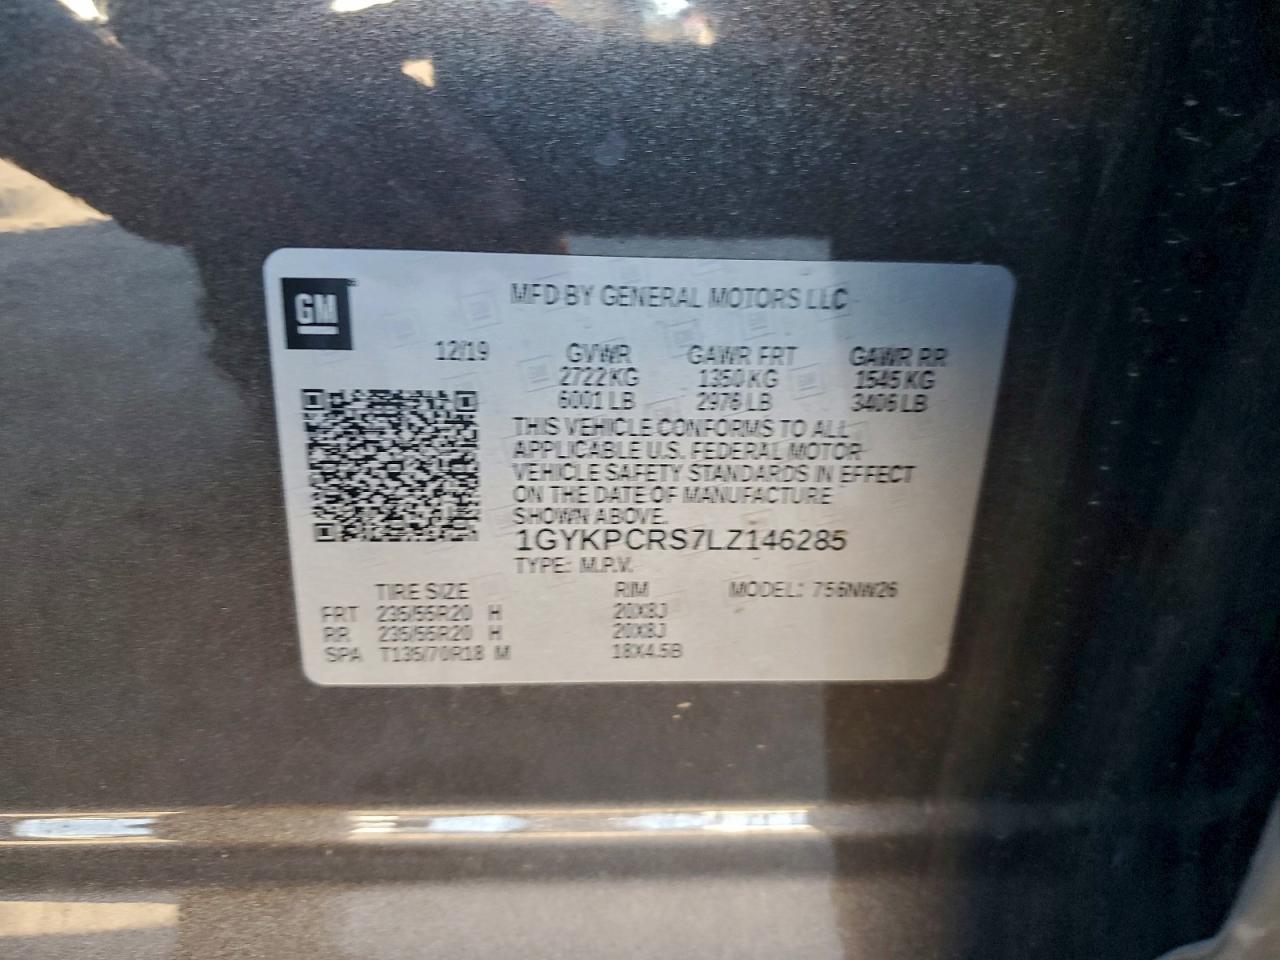 GM
MFD BY GENERAL MOTORS LLC
12/19 GVWR GAWR FRT GAWR RR
2722 KG 1350 KG 1545 KG
6001 LB 2976 LB 3406 LB
THIS VEHICLE CONFORMS TO ALL
APPLICABLE U.S. FEDERAL MOTOR
VEHICLE SAFETY STANDARDS IN EFFECT
ON THE DATE OF MANUFACTURE
SHOWN ABOVE.
1GYKPCRS7LZ146285
TYPE: M.P.V.
TIRE SIZE RIM MODEL: 756NW26
FRT 235/55R20 H 20X8J
RR 235/55R20 H 20X8J
SPA T135/70R18 M 18X4.5B